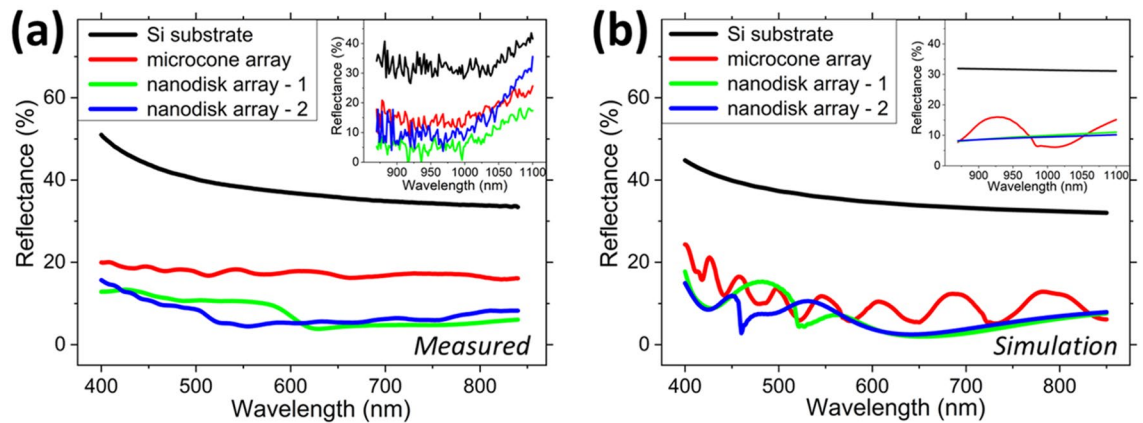 (a)
Si substrate
microcone array
nanodisk array - 1
nanodisk array - 2
Reflectance (%)
60
40
20
0
400 500 600 700 800
Wavelength (nm)
Measured
Reflectance (%)
40
30
20
10
0
900 950 1000 1050 1100
Wavelength (nm)
(b)
Si substrate
microcone array
nanodisk array - 1
nanodisk array - 2
Reflectance (%)
60
40
20
0
400 500 600 700 800
Wavelength (nm)
Simulation
Reflectance (%)
40
30
20
10
0
900 950 1000 1050 1100
Wavelength (nm)